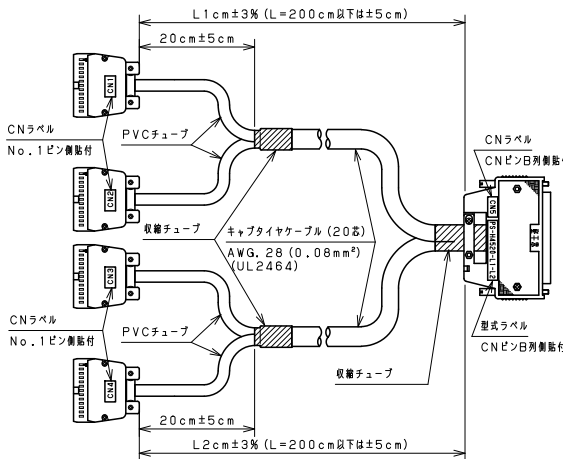 L1cm±3%(L=200cm以下は±5cm)
20cm±5cm
CN1
CNラベル
No.1ピン側貼付
PVCチューブ
CN2
収縮チューブ
キャプタイヤケーブル(20芯)
AWG.28(0.08mm²)
(UL2464)
CNラベル
CNピンB列側貼付
CN5
PS-H4520-L1-L2
CN3
CNラベル
No.1ピン側貼付
PVCチューブ
型式ラベル
CNピンB列側貼付
収縮チューブ
CN4
20cm±5cm
L2cm±3%(L=200cm以下は±5cm)